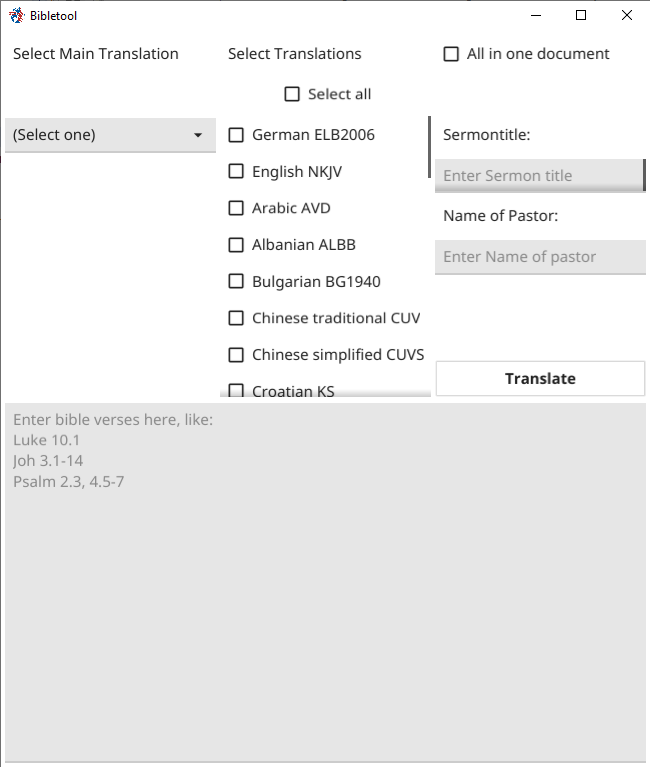 Bibletool
Select Main Translation
Select Translations
All in one document
Select all
(Select one)
German ELB2006
English NKJV
Arabic AVD
Albanian ALBB
Bulgarian BG1940
Chinese traditional CUV
Chinese simplified CUVS
Croatian KS
Sermontitle:
Enter Sermon title
Name of Pastor:
Enter Name of pastor
Translate
Enter bible verses here, like:
Luke 10.1
Joh 3.1-14
Psalm 2.3, 4.5-7